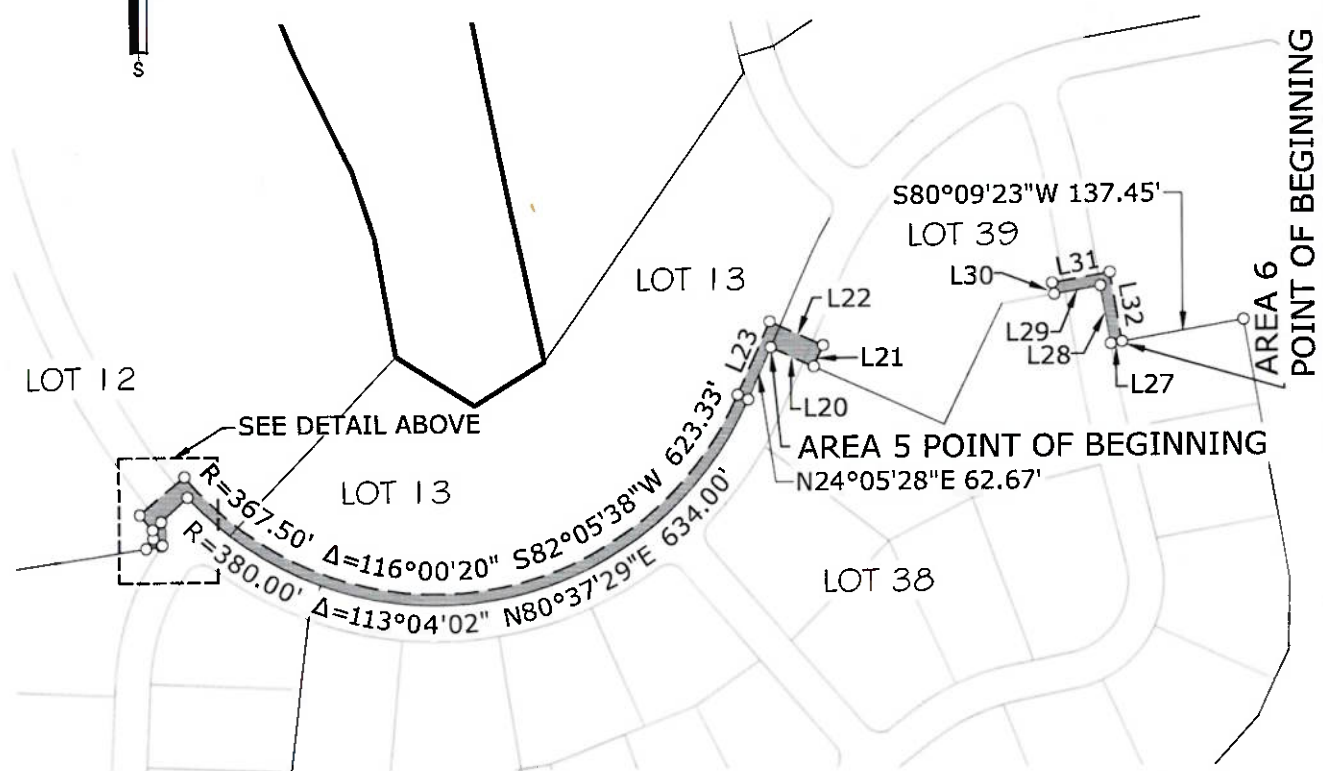 S
S80°09'23"W 137.45'
LOT 39
AREA 6
POINT OF BEGINNING
LOT 13
L30
L31
L32
L29
L28
L27
L22
L23
L21
L20
LOT 12
SEE DETAIL ABOVE
AREA 5 POINT OF BEGINNING
N24°05'28"E 62.67'
LOT 13
R=367.50' Δ=116°00'20" S82°05'38"W 623.33'
R=380.00' Δ=113°04'02" N80°37'29"E 634.00'
LOT 38